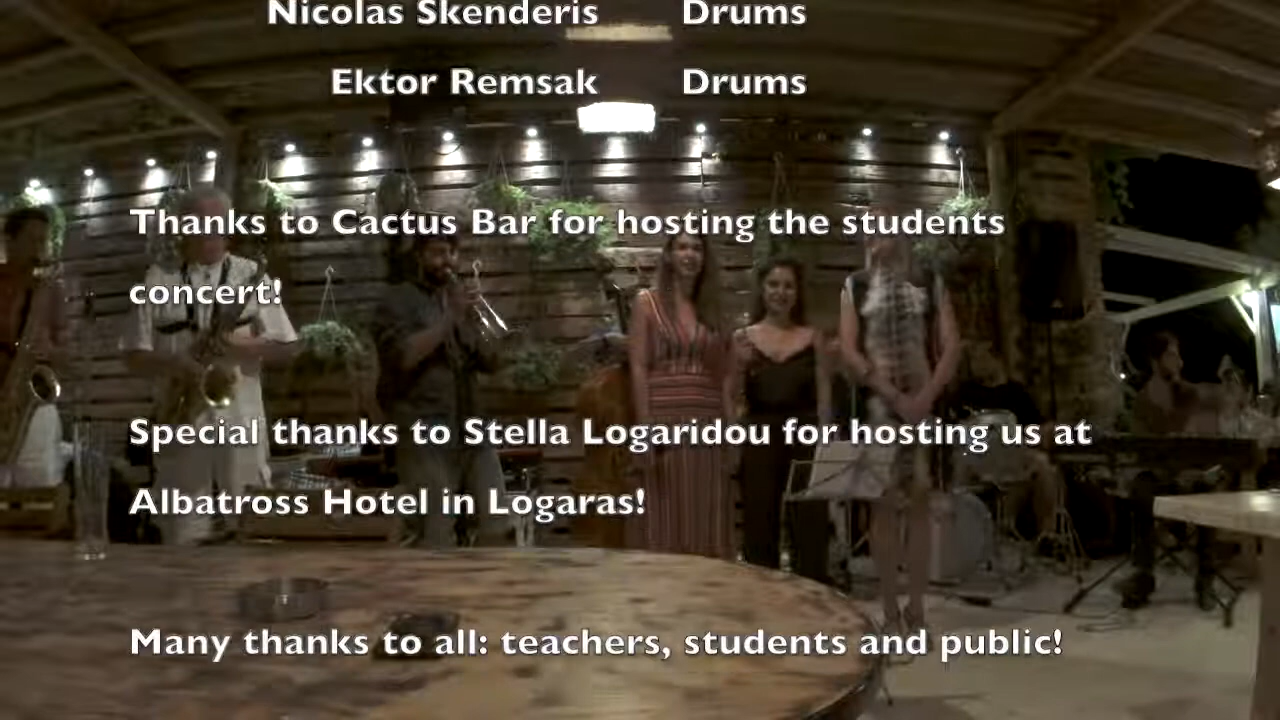 Nicolas Skenderis Drums
Ektor Remsak Drums
Thanks to Cactus Bar for hosting the students
concert!
Special thanks to Stella Logaridou for hosting us at
Albatross Hotel in Logaras!
Many thanks to all: teachers, students and public!